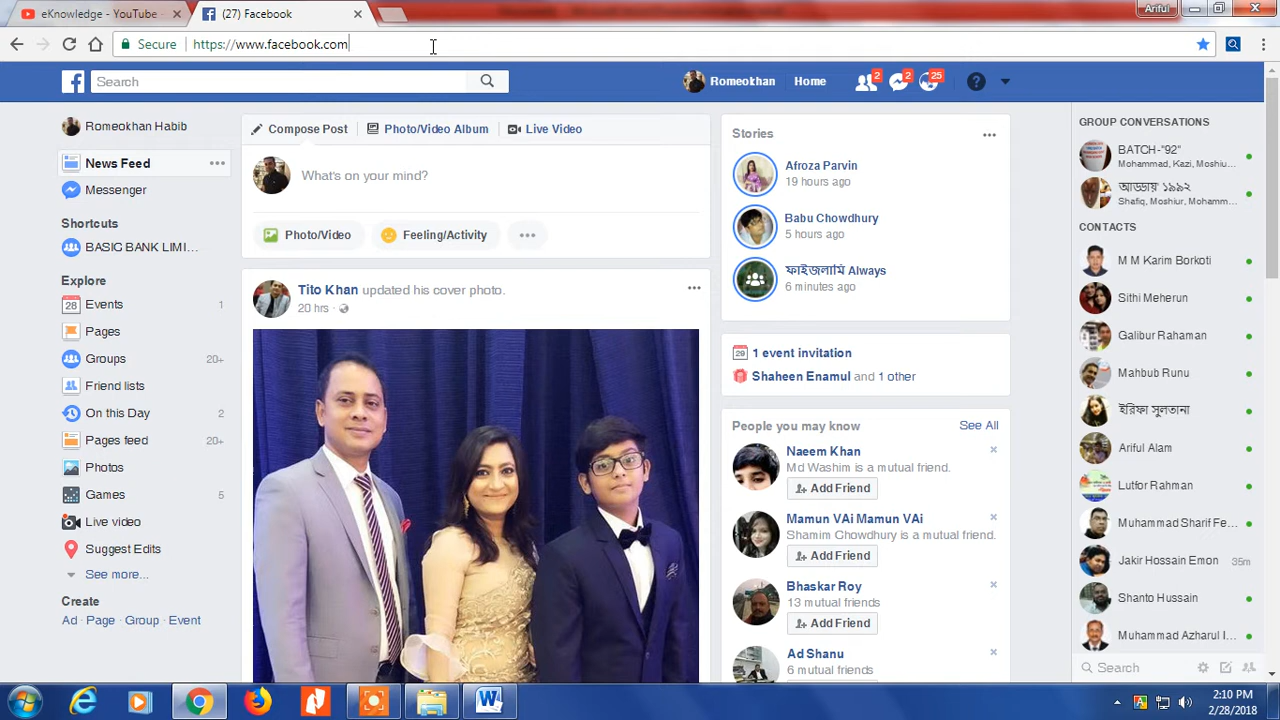 eKnowledge - YouTube
(27) Facebook
Ariful
Secure
https://www.facebook.com
Search
Romeokhan
Home
2
2
25
Romeokhan Habib
News Feed
Messenger
Shortcuts
BASIC BANK LIMI...
Explore
28
Events
1
Pages
Groups
20+
Friend lists
On this Day
2
Pages feed
20+
Photos
Games
5
Live video
Suggest Edits
See more...
Create
Ad · Page · Group · Event
Compose Post
Photo/Video Album
Live Video
What's on your mind?
Photo/Video
Feeling/Activity
Tito Khan updated his cover photo.
20 hrs ·
Stories
Afroza Parvin
19 hours ago
Babu Chowdhury
5 hours ago
ফাইজলামি Always
6 minutes ago
29
1 event invitation
Shaheen Enamul and 1 other
People you may know
See All
Naeem Khan
Md Washim is a mutual friend.
Add Friend
Mamun VAi Mamun VAi
Shamim Chowdhury is a mutual friend.
Add Friend
Bhaskar Roy
13 mutual friends
Add Friend
Ad Shanu
6 mutual friends
GROUP CONVERSATIONS
BATCH-"92"
Mohammad, Kazi, Moshiu...
আড্ডায় ১৯৯২
Shafiq, Moshiur, Mohamm...
CONTACTS
M M Karim Borkoti
Sithi Meherun
Galibur Rahaman
Mahbub Runu
ইরিফা সুলতানা
Ariful Alam
Lutfor Rahman
Muhammad Sharif Fe...
Jakir Hossain Emon
35m
Shanto Hussain
Muhammad Azharul I...
Search
2:10 PM
2/28/2018